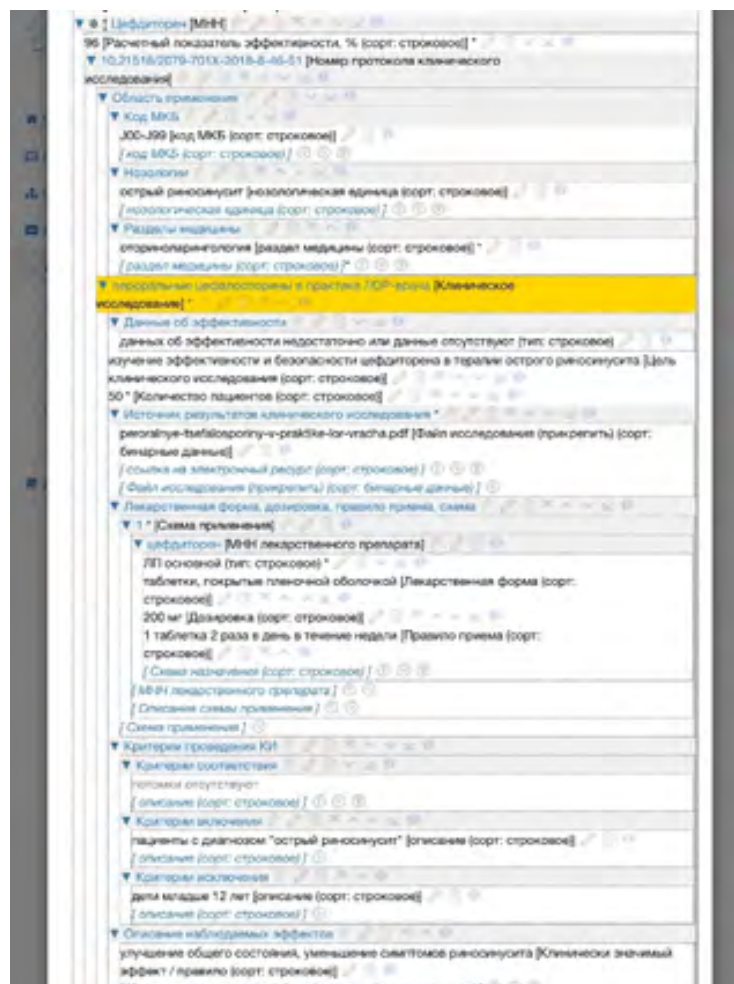 ▼ Цефдиторен [МНН]
96 [Расчетный показатель эффективности, % (сорт: строковое)] *
▼ 10.21518/2079-701X-2018-8-46-51 [Номер протокола клинического
исследования]
▼ Область применения
▼ Код МКБ
J00-J99 [код МКБ (сорт: строковое)]
[ код МКБ (сорт: строковое) ]
▼ Нозологии
острый риносинусит [нозологическая единица (сорт: строковое)]
[ нозологическая единица (сорт: строковое) ]
▼ Разделы медицины
оториноларингология [раздел медицины (сорт: строковое)] *
[ раздел медицины (сорт: строковое) ]*
▼ пероральные цефалоспорины в практике ЛОР-врача [Клиническое
исследование] *
▼ Данные об эффективности
данных об эффективности недостаточно или данные отсутствуют (тип: строковое)
изучение эффективности и безопасности цефдиторена в терапии острого риносинусита [Цель
клинического исследования (сорт: строковое)]
50 * [Количество пациентов (сорт: строковое)]
▼ Источник результатов клинического исследования *
peroralnye-tsefalosporiny-v-praktike-lor-vracha.pdf [Файл исследования (прикрепить) (сорт:
бинарные данные)]
[ ссылка на электронный ресурс (сорт: строковое) ]
[ Файл исследования (прикрепить) (сорт: бинарные данные) ]
▼ Лекарственная форма, дозировка, правило приема, схема
▼ 1 * [Схема применения]
▼ цефдиторен [МНН лекарственного препарата]
ЛП основной (тип: строковое) *
таблетки, покрытые пленочной оболочкой [Лекарственная форма (сорт:
строковое)]
200 мг [Дозировка (сорт: строковое)]
1 таблетка 2 раза в день в течение недели [Правило приема (сорт:
строковое)]
[ Схема назначения (сорт: строковое) ]
[ МНН лекарственного препарата ]
[ Описание схемы применения ]
[ Схема применения ]
▼ Критерии проведения КИ
▼ Критерии соответствия
потомки отсутствуют
[ описание (сорт: строковое) ]
▼ Критерии включения
пациенты с диагнозом "острый риносинусит" [описание (сорт: строковое)]
[ описание (сорт: строковое) ]
▼ Критерии исключения
дети младше 12 лет [описание (сорт: строковое)]
[ описание (сорт: строковое) ]
▼ Описание наблюдаемых эффектов
улучшение общего состояния, уменьшение симптомов риносинусита [Клинически значимый
эффект / правило (сорт: строковое)]